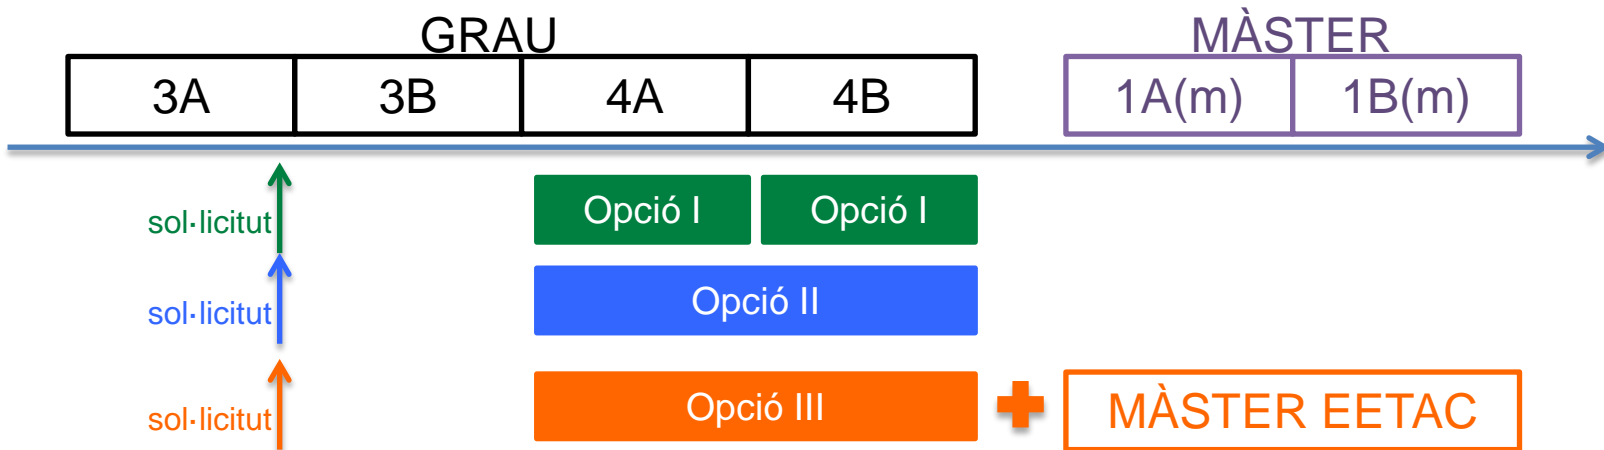 GRAU MÀSTER
3A 3B 4A 4B 1A(m) 1B(m)
sol·licitut Opció I Opció I
sol·licitut Opció II
sol·licitut Opció III MÀSTER EETAC